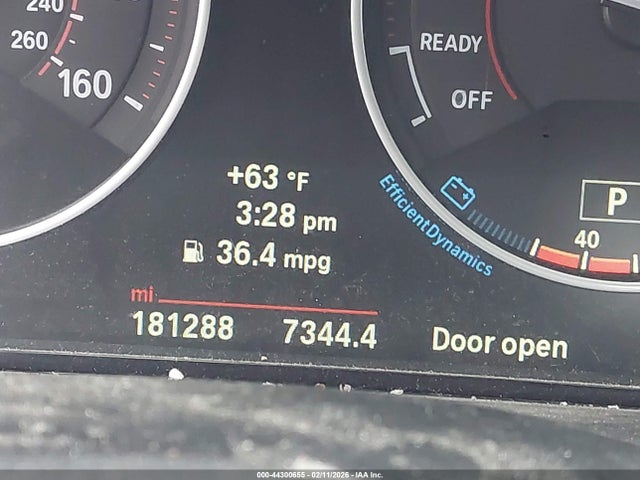 240
260
160
READY
OFF
+63 °F
3:28 pm
36.4 mpg
EfficientDynamics
P
40
mi
181288 7344.4
Door open
000-44300655 - 02/11/2026 - IAA Inc.